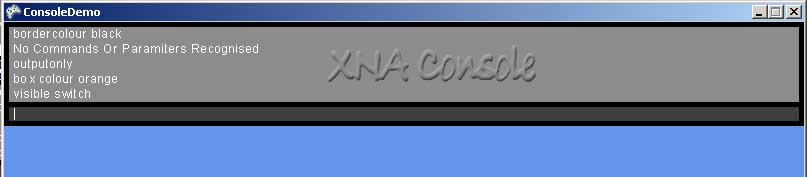 ConsoleDemo
bordercolour black
No Commands Or Paramiters Recognised
outputonly
box colour orange
visible switch
XNA Console